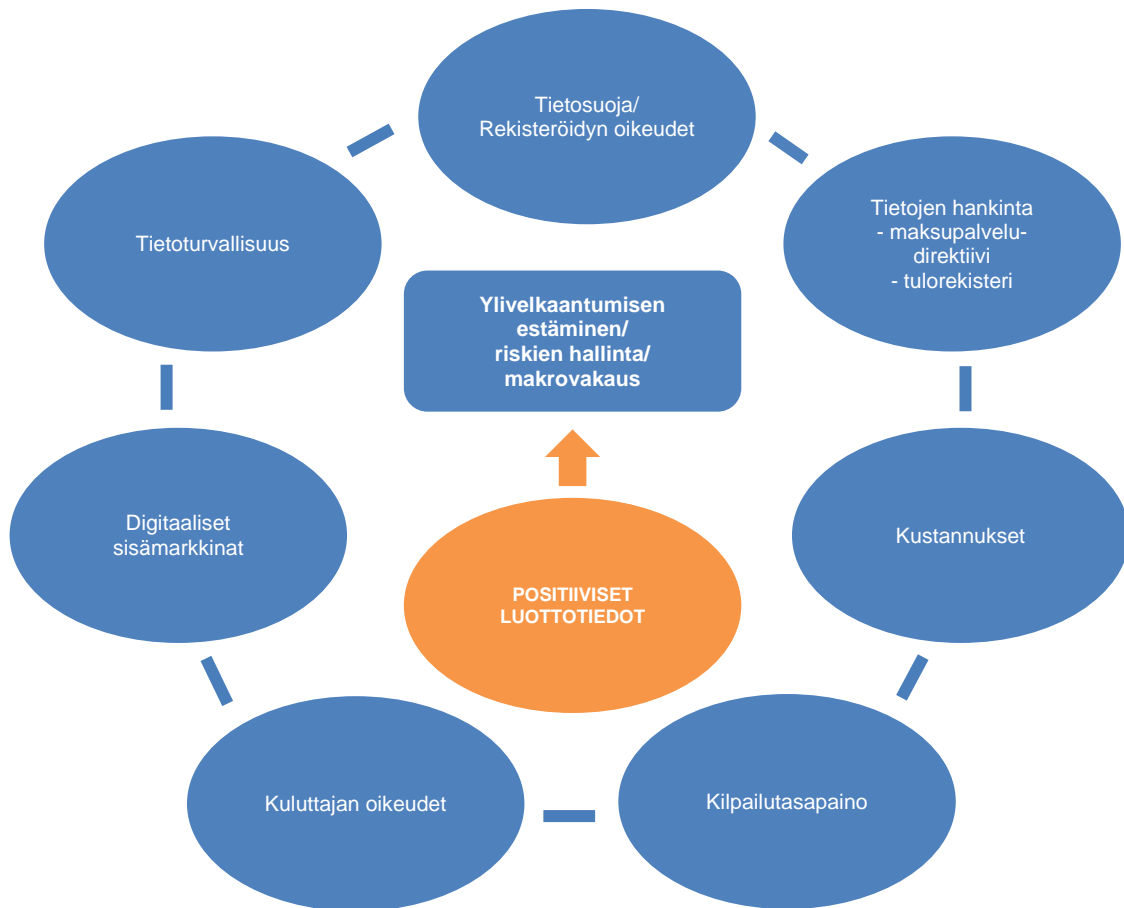 Tietosuoja/
Rekisteröidyn oikeudet
Tietoturvallisuus
Tietojen hankinta
- maksupalvelu-
direktiivi
- tulorekisteri
Ylivelkaantumisen
estäminen/
riskien hallinta/
makrovakaus
Digitaaliset
sisämarkkinat
Kustannukset
POSITIIVISET
LUOTTOTIEDOT
Kuluttajan oikeudet
Kilpailutasapaino